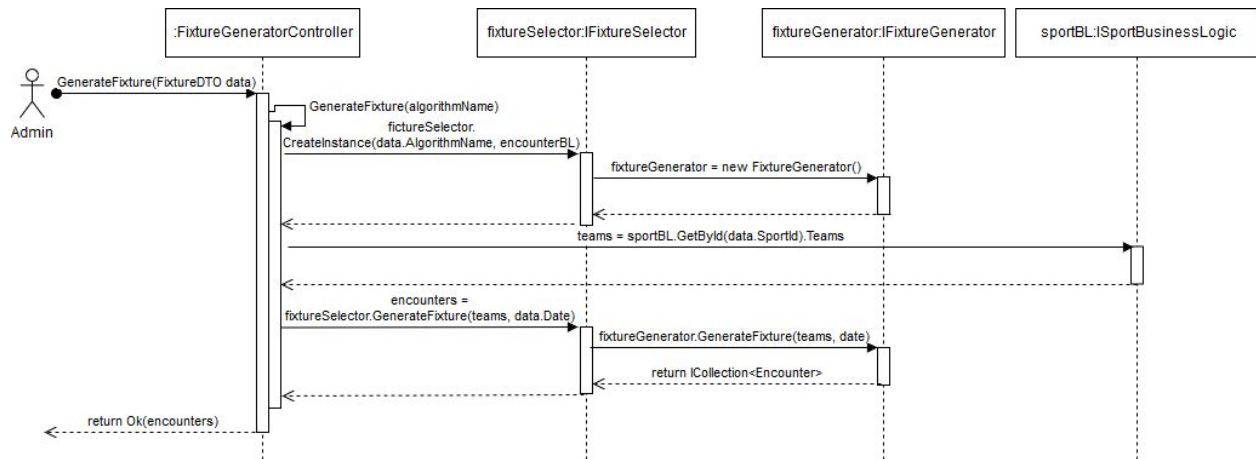 :FixtureGeneratorController
fixtureSelector:IFixtureSelector
fixtureGenerator:IFixtureGenerator
sportBL:ISportBusinessLogic
GenerateFixture(FixtureDTO data)
Admin
GenerateFixture(algorithmName)
fictureSelector.
CreateInstance(data.AlgorithmName, encounterBL)
fixtureGenerator = new FixtureGenerator()
teams = sportBL.GetById(data.SportId).Teams
encounters =
fixtureSelector.GenerateFixture(teams, data.Date)
fixtureGenerator.GenerateFixture(teams, date)
return ICollection<Encounter>
return Ok(encounters)